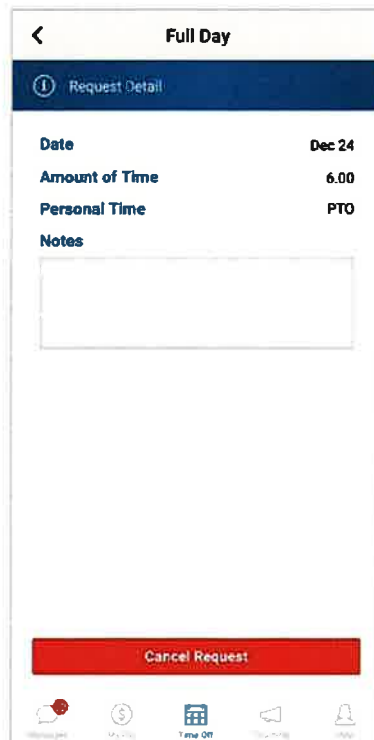 Full Day
Request Detail
Date Dec 24
Amount of Time 6.00
Personal Time PTO
Notes
Cancel Request
Time Off